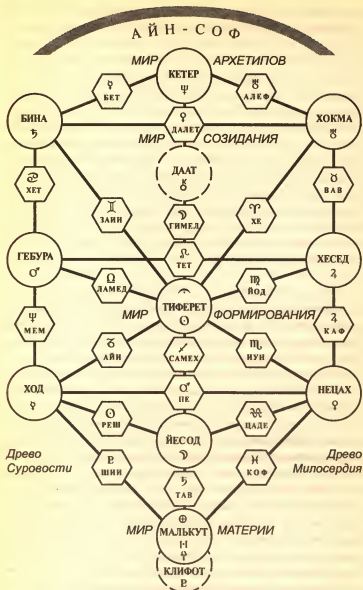 АЙН-СОФ
МИР АРХЕТИПОВ
КЕТЕР
♆
☿
БЕТ
♅
АЛЕФ
БИНА
♄
♀
ДАЛЕТ
ХОКМА
♅
МИР СОЗИДАНИЯ
ДААТ
⚷
♋
ХЕТ
♉
ВАВ
♊
ЗАИН
☽
ГИМЕЛ
♈
ХЕ
ГЕБУРА
♂
♌
ТЕТ
ХЕСЕД
♃
♎
ЛАМЕД
♍
ЙОД
ТИФЕРЕТ
☉
МИР ФОРМИРОВАНИЯ
♆
МЕМ
♃
КАФ
♑
АЙН
♐
САМЕХ
♏
НУН
ХОД
☿
♂
ПЕ
НЕЦАХ
♀
☉
РЕШ
♒
ЦАДЕ
ЙЕСОД
☽
Древо
Суровости
Древо
Милосердия
♇
ШИН
♄
ТАВ
♓
КОФ
МИР МАТЕРИИ
⊕
МАЛЬКУТ
КЛИФОТ
♇